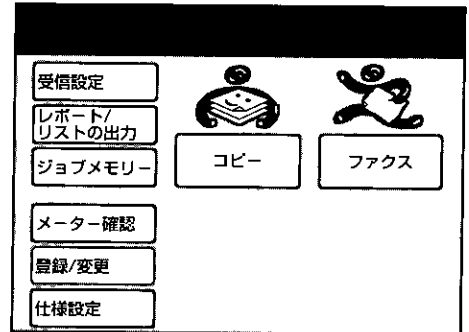 受信設定
レポート/
リストの出力
ジョブメモリー
コピー
ファクス
メーター確認
登録/変更
仕様設定